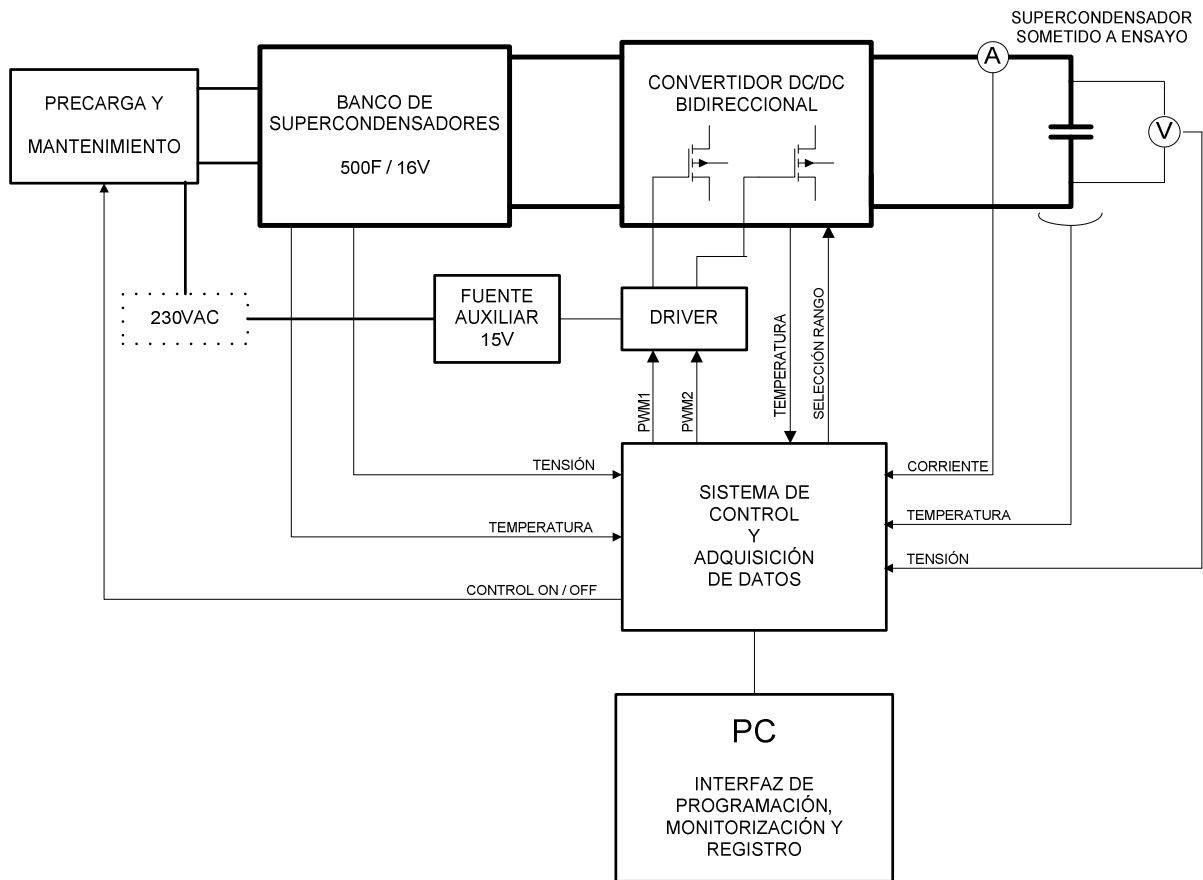 SUPERCONDENSADOR
SOMETIDO A ENSAYO
A
PRECARGA Y
MANTENIMIENTO
BANCO DE
SUPERCONDENSADORES
500F / 16V
CONVERTIDOR DC/DC
BIDIRECCIONAL
V
230VAC
FUENTE
AUXILIAR
15V
DRIVER
PWM1
PWM2
TEMPERATURA
SELECCIÓN RANGO
TENSIÓN
TEMPERATURA
CONTROL ON / OFF
SISTEMA DE
CONTROL
Y
ADQUISICIÓN
DE DATOS
CORRIENTE
TEMPERATURA
TENSIÓN
PC
INTERFAZ DE
PROGRAMACIÓN,
MONITORIZACIÓN Y
REGISTRO